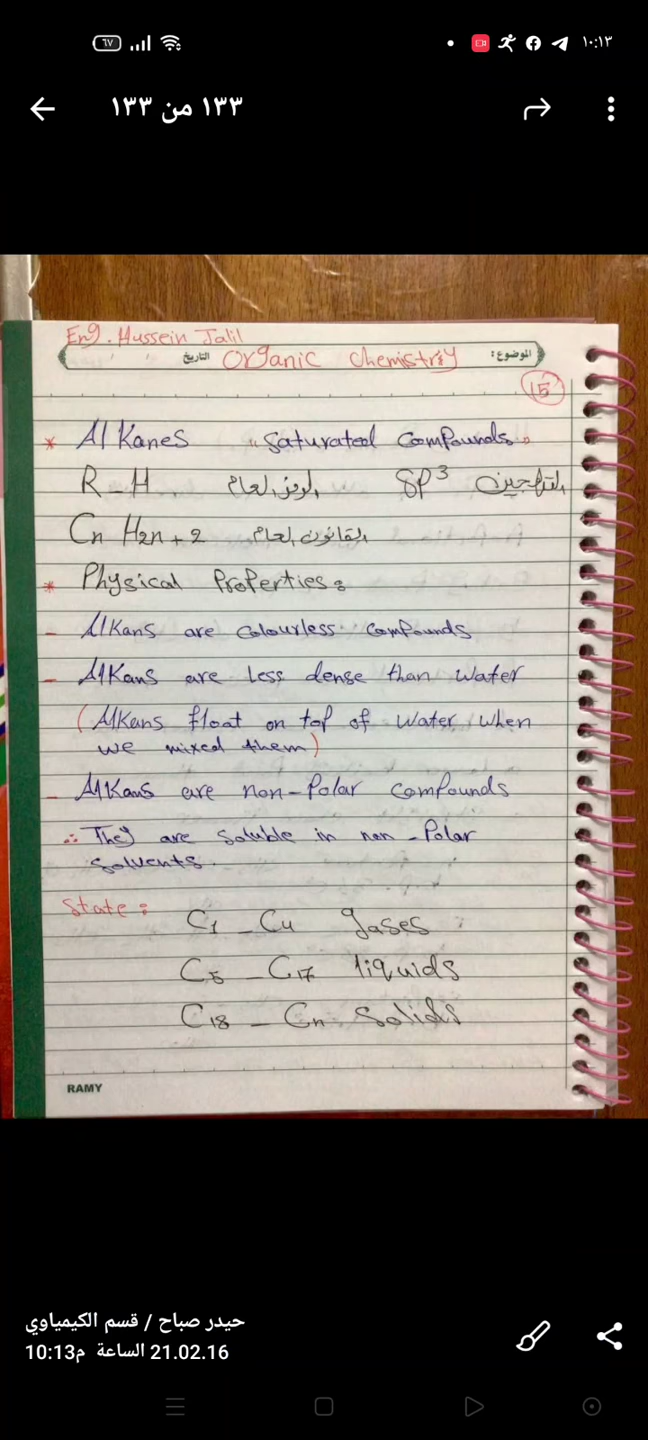 ٦٧
١٠:١٣
١٣٣ من ١٣٣
Eng. Hussein Jalil
الموضوع: Organic Chemistry التاريخ
15
* Alkanes "Saturated Compounds"
R-H الرمز العام SP³ التهجين
Cn H2n+2 القانون العام
* Physical Properties:
- Alkans are colourless compounds
- Alkans are less dense than water
(Alkans float on top of water when
we mixed them)
- Alkans are non-Polar compounds
∴ They are soluble in non-Polar
solvents.
State:
C1 - C4 gases
C5 - C17 liquids
C18 - Cn Solids
RAMY
حيدر صباح / قسم الكيمياوي
21.02.16 الساعة 10:13م